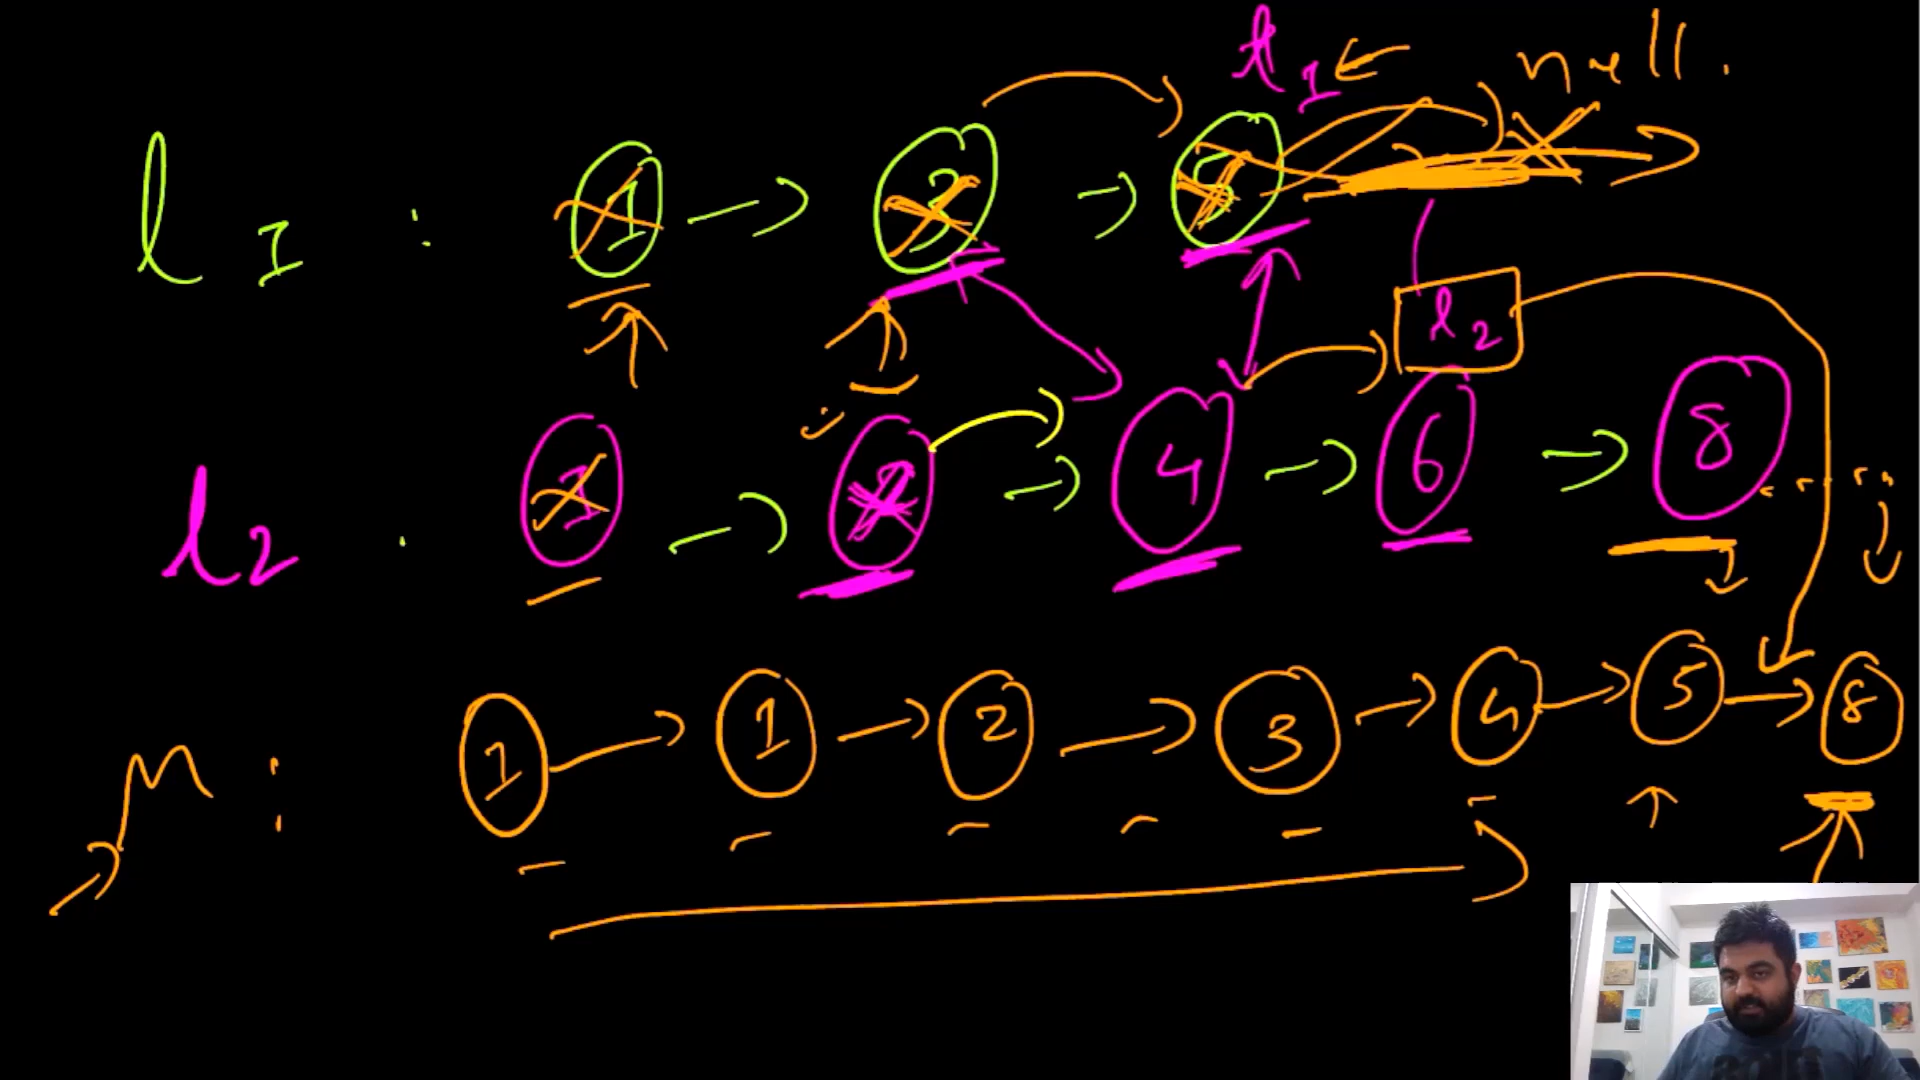 l1 ← null.
l1 : 1 → 3 → 5
l2
l2 . 1 → 2 → 4 → 6 → 8
M : 1 → 1 → 2 → 3 → 4 → 5 → 8